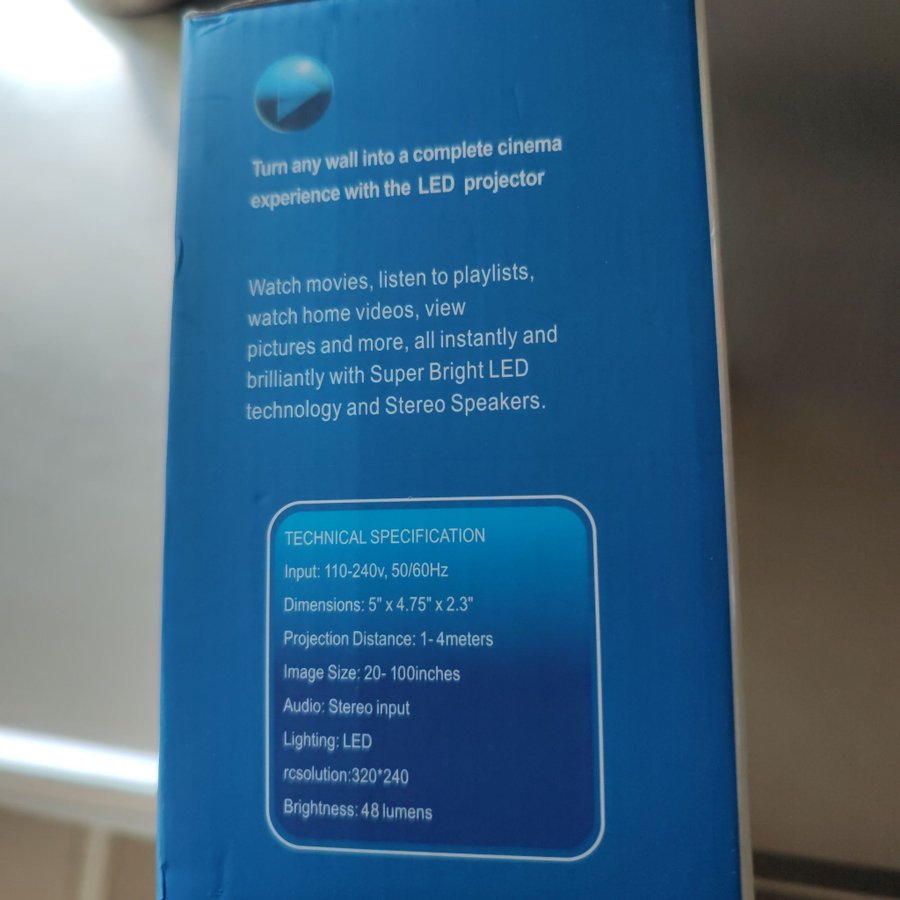 Turn any wall into a complete cinema
experience with the LED projector
Watch movies, listen to playlists,
watch home videos, view
pictures and more, all instantly and
brilliantly with Super Bright LED
technology and Stereo Speakers.
TECHNICAL SPECIFICATION
Input: 110-240v, 50/60Hz
Dimensions: 5" x 4.75" x 2.3"
Projection Distance: 1- 4meters
Image Size: 20- 100inches
Audio: Stereo input
Lighting: LED
rcsolution:320*240
Brightness: 48 lumens